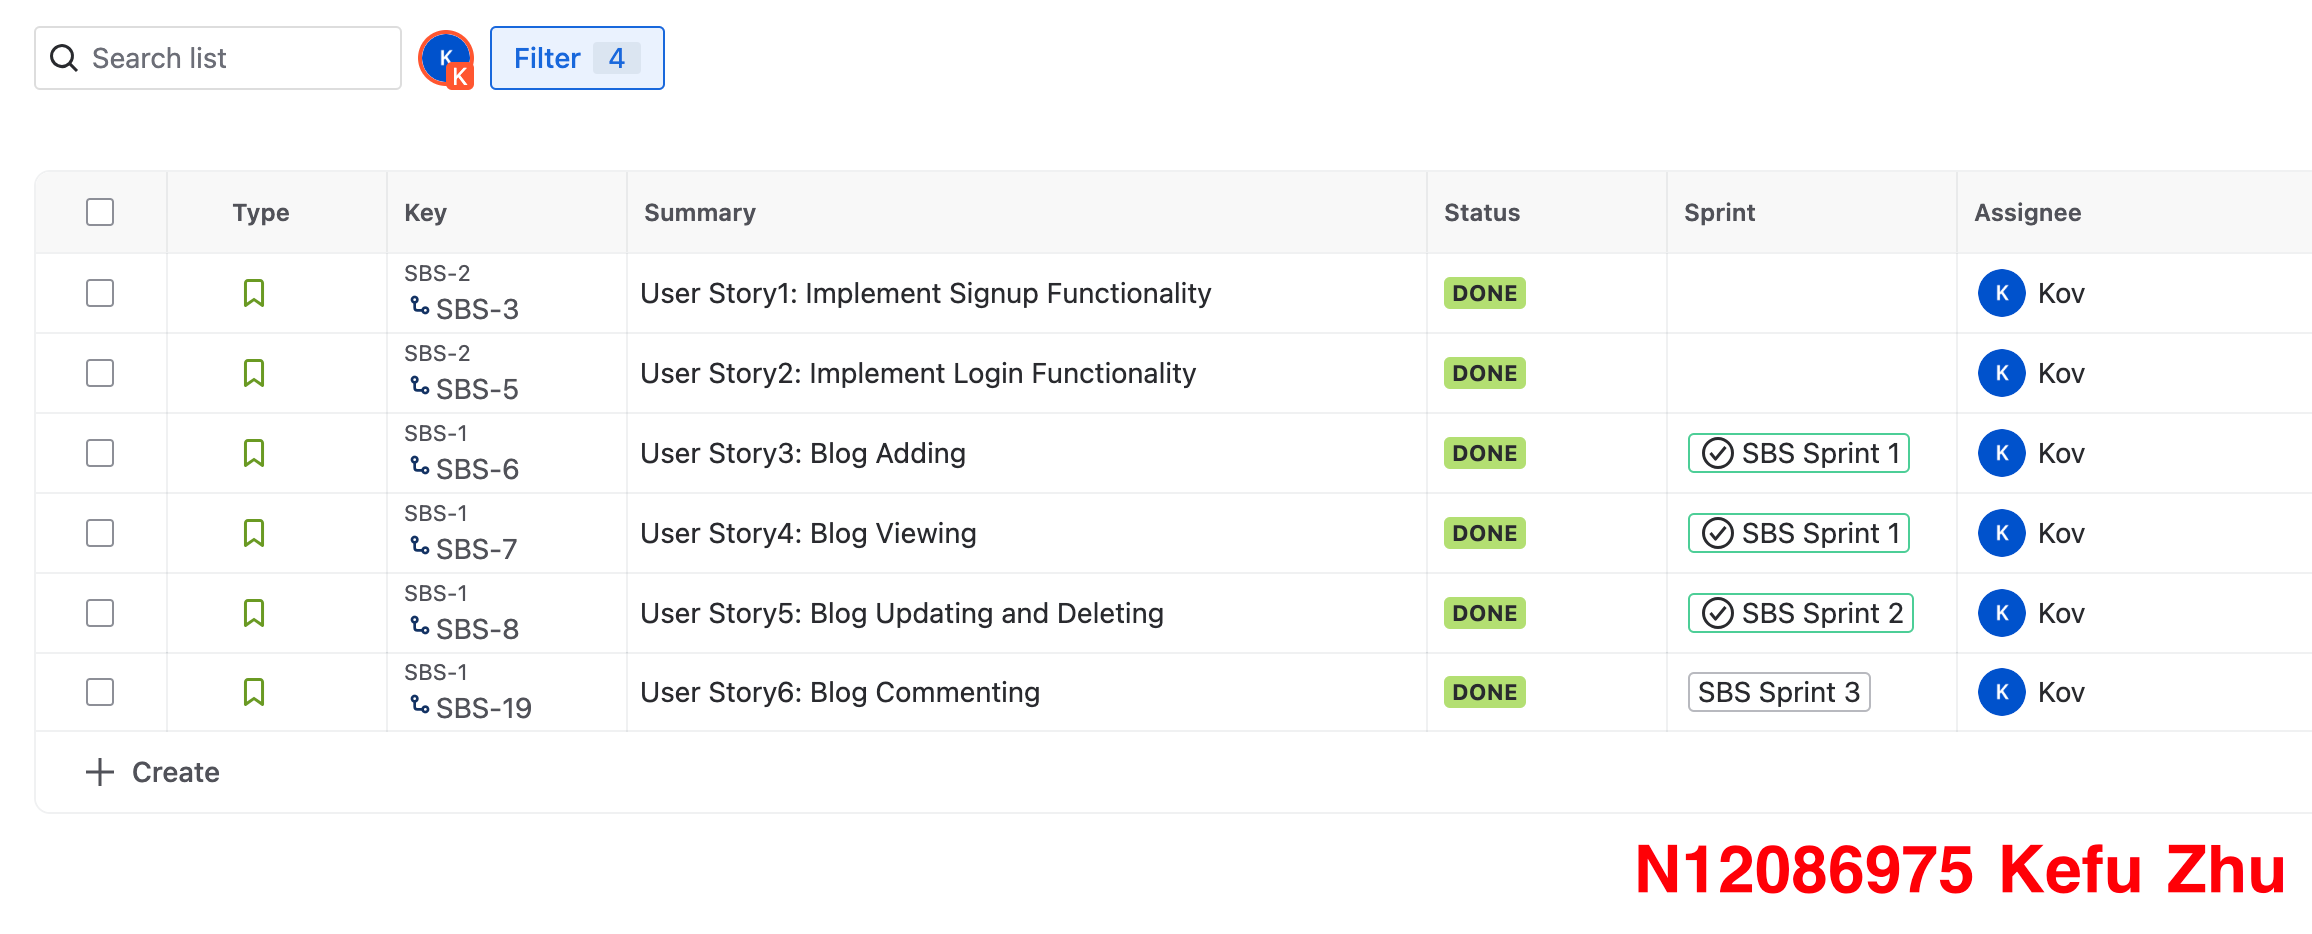 Search list K K Filter 4
Type Key Summary Status Sprint Assignee
SBS-2
SBS-3 User Story1: Implement Signup Functionality DONE K Kov
SBS-2
SBS-5 User Story2: Implement Login Functionality DONE K Kov
SBS-1
SBS-6 User Story3: Blog Adding DONE SBS Sprint 1 K Kov
SBS-1
SBS-7 User Story4: Blog Viewing DONE SBS Sprint 1 K Kov
SBS-1
SBS-8 User Story5: Blog Updating and Deleting DONE SBS Sprint 2 K Kov
SBS-1
SBS-19 User Story6: Blog Commenting DONE SBS Sprint 3 K Kov
+ Create
N12086975 Kefu Zhu